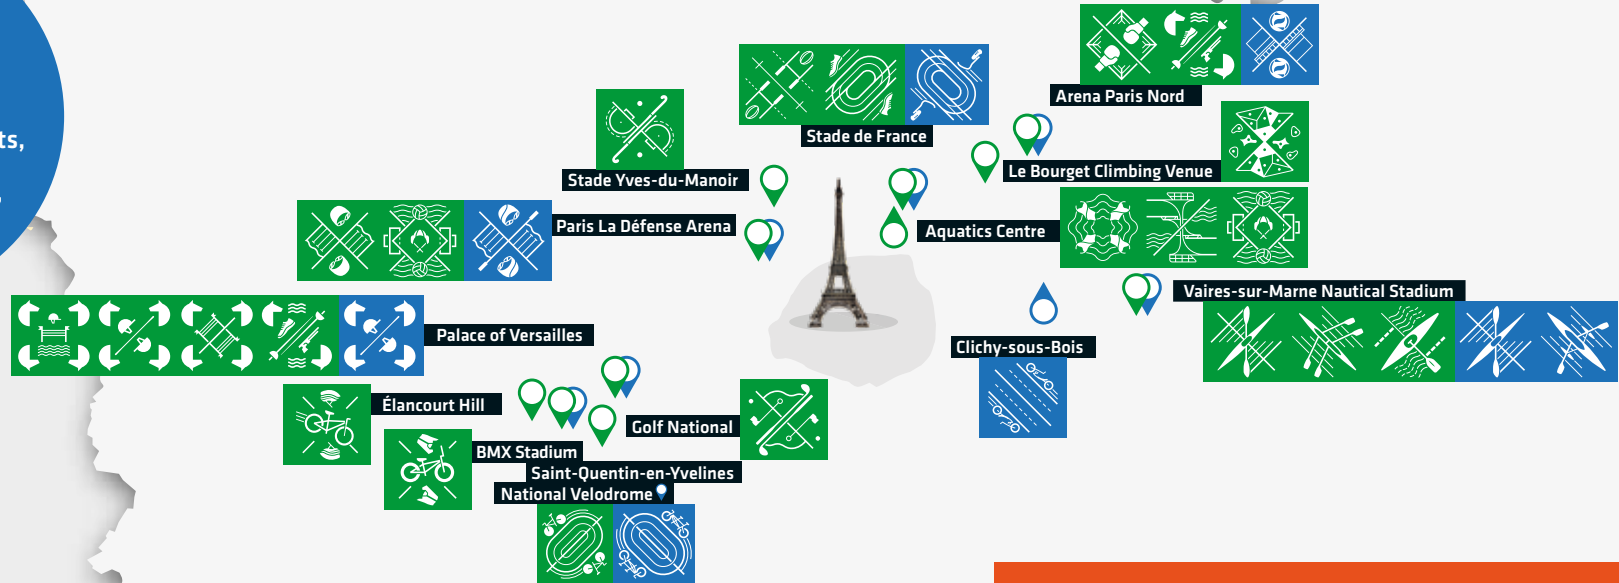 ts,
Arena Paris Nord
Stade de France
Le Bourget Climbing Venue
Stade Yves-du-Manoir
Paris La Défense Arena
Aquatics Centre
Vaires-sur-Marne Nautical Stadium
Palace of Versailles
Clichy-sous-Bois
Élancourt Hill
Golf National
BMX Stadium
Saint-Quentin-en-Yvelines
National Velodrome